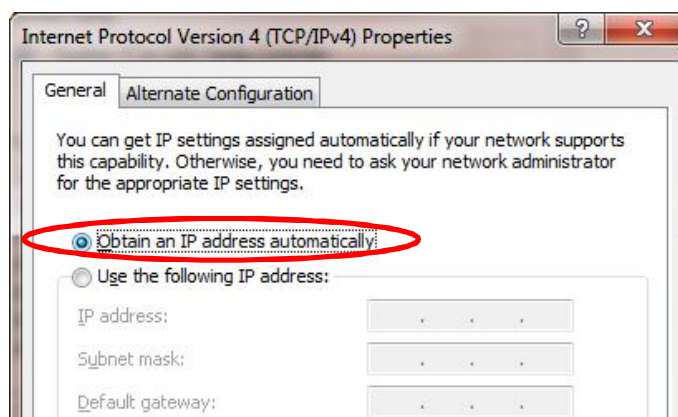 Internet Protocol Version 4 (TCP/IPv4) Properties
General
Alternate Configuration
You can get IP settings assigned automatically if your network supports
this capability. Otherwise, you need to ask your network administrator
for the appropriate IP settings.
Obtain an IP address automatically
Use the following IP address:
IP address:
Subnet mask:
Default gateway: